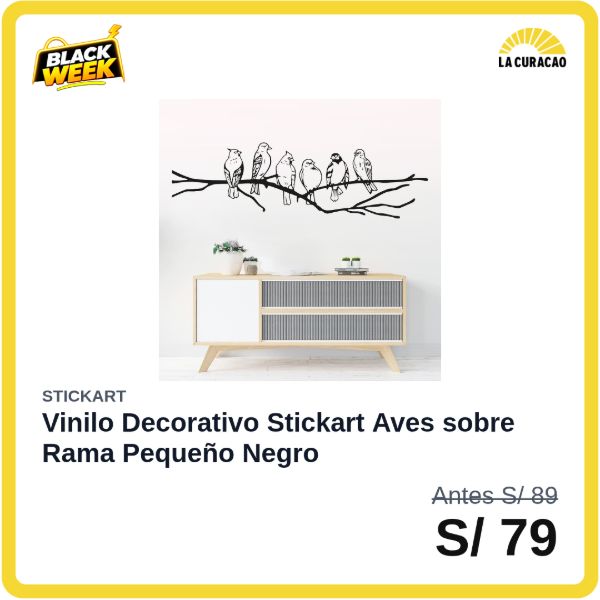 BLACK
WEEK
LA CURACAO
STICKART
Vinilo Decorativo Stickart Aves sobre
Rama Pequeño Negro
Antes S/ 89
S/ 79